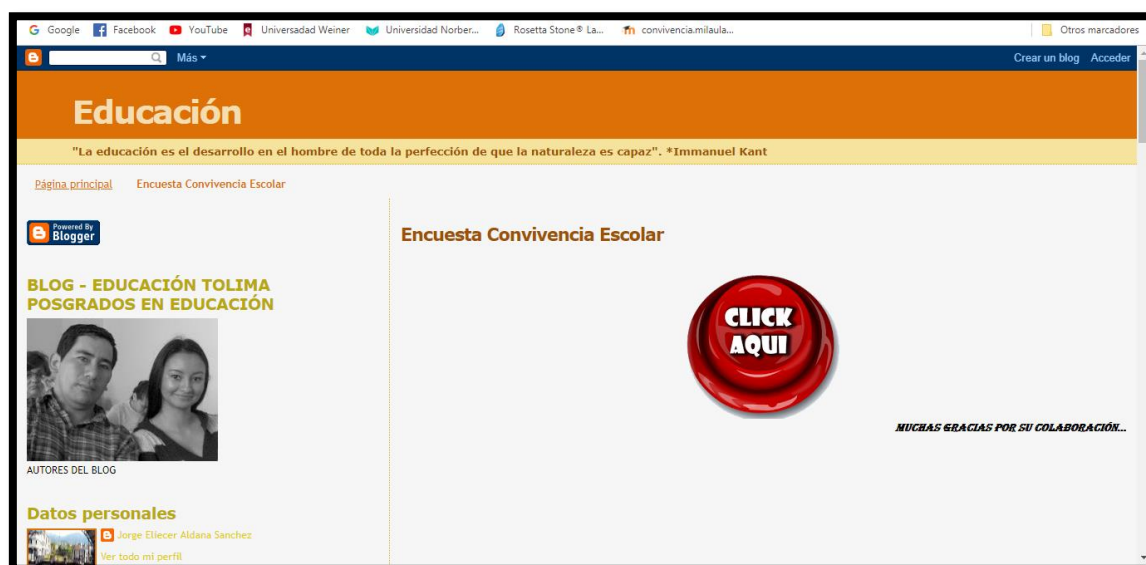 Google Facebook YouTube Universadad Weiner Universidad Norber... Rosetta Stone® La... convivencia.milaula... Otros marcadores
Más Crear un blog Acceder
Educación
"La educación es el desarrollo en el hombre de toda la perfección de que la naturaleza es capaz". *Immanuel Kant
Página principal Encuesta Convivencia Escolar
Powered By
Blogger
Encuesta Convivencia Escolar
BLOG - EDUCACIÓN TOLIMA
POSGRADOS EN EDUCACIÓN
CLICK
AQUI
MUCHAS GRACIAS POR SU COLABORACIÓN...
AUTORES DEL BLOG
Datos personales
Jorge Eliecer Aldana Sanchez
Ver todo mi perfil